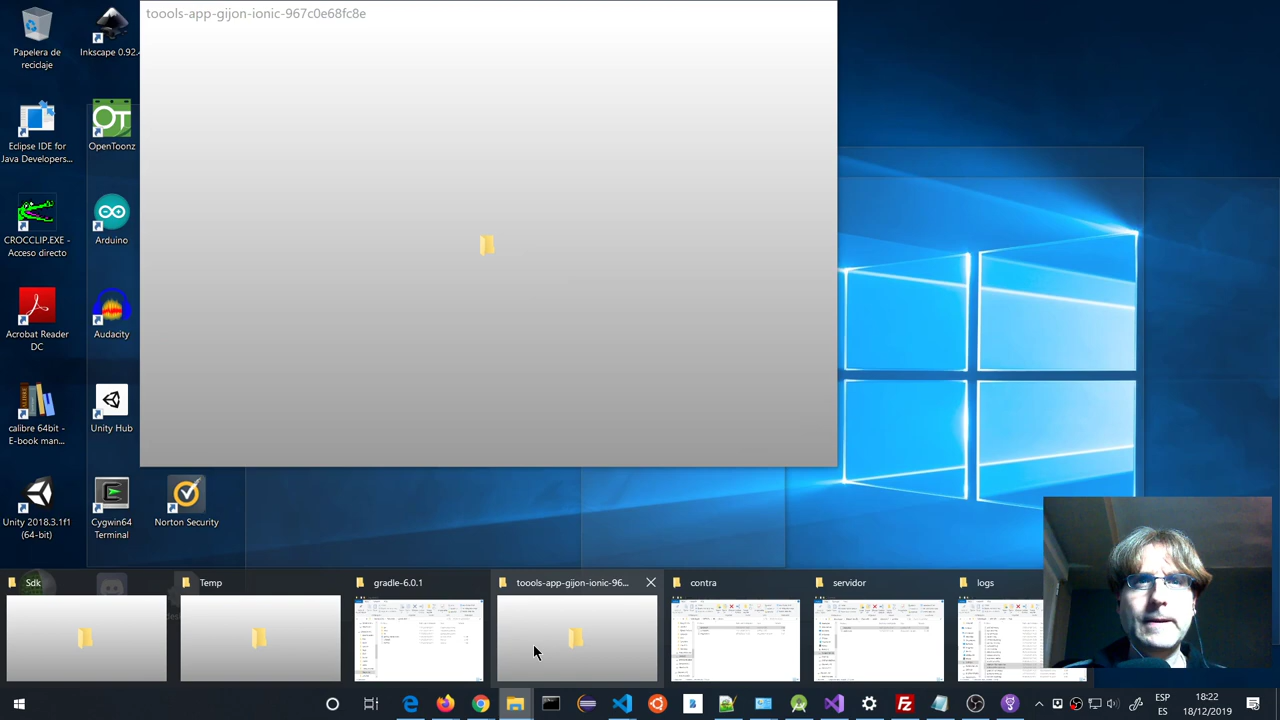 toools-app-gijon-ionic-967c0e68fc8e
Papelera de
reciclaje
Inkscape 0.92.4
Eclipse IDE for
Java Developers...
OpenToonz
CROCCLIP.EXE -
Acceso directo
Arduino
Acrobat Reader
DC
Audacity
calibre 64bit -
E-book man...
Unity Hub
Unity 2018.3.1f1
(64-bit)
Cygwin64
Terminal
Norton Security
Sdk
Temp
gradle-6.0.1
toools-app-gijon-ionic-96...
contra
servidor
logs
ESP
ES
18:22
18/12/2019